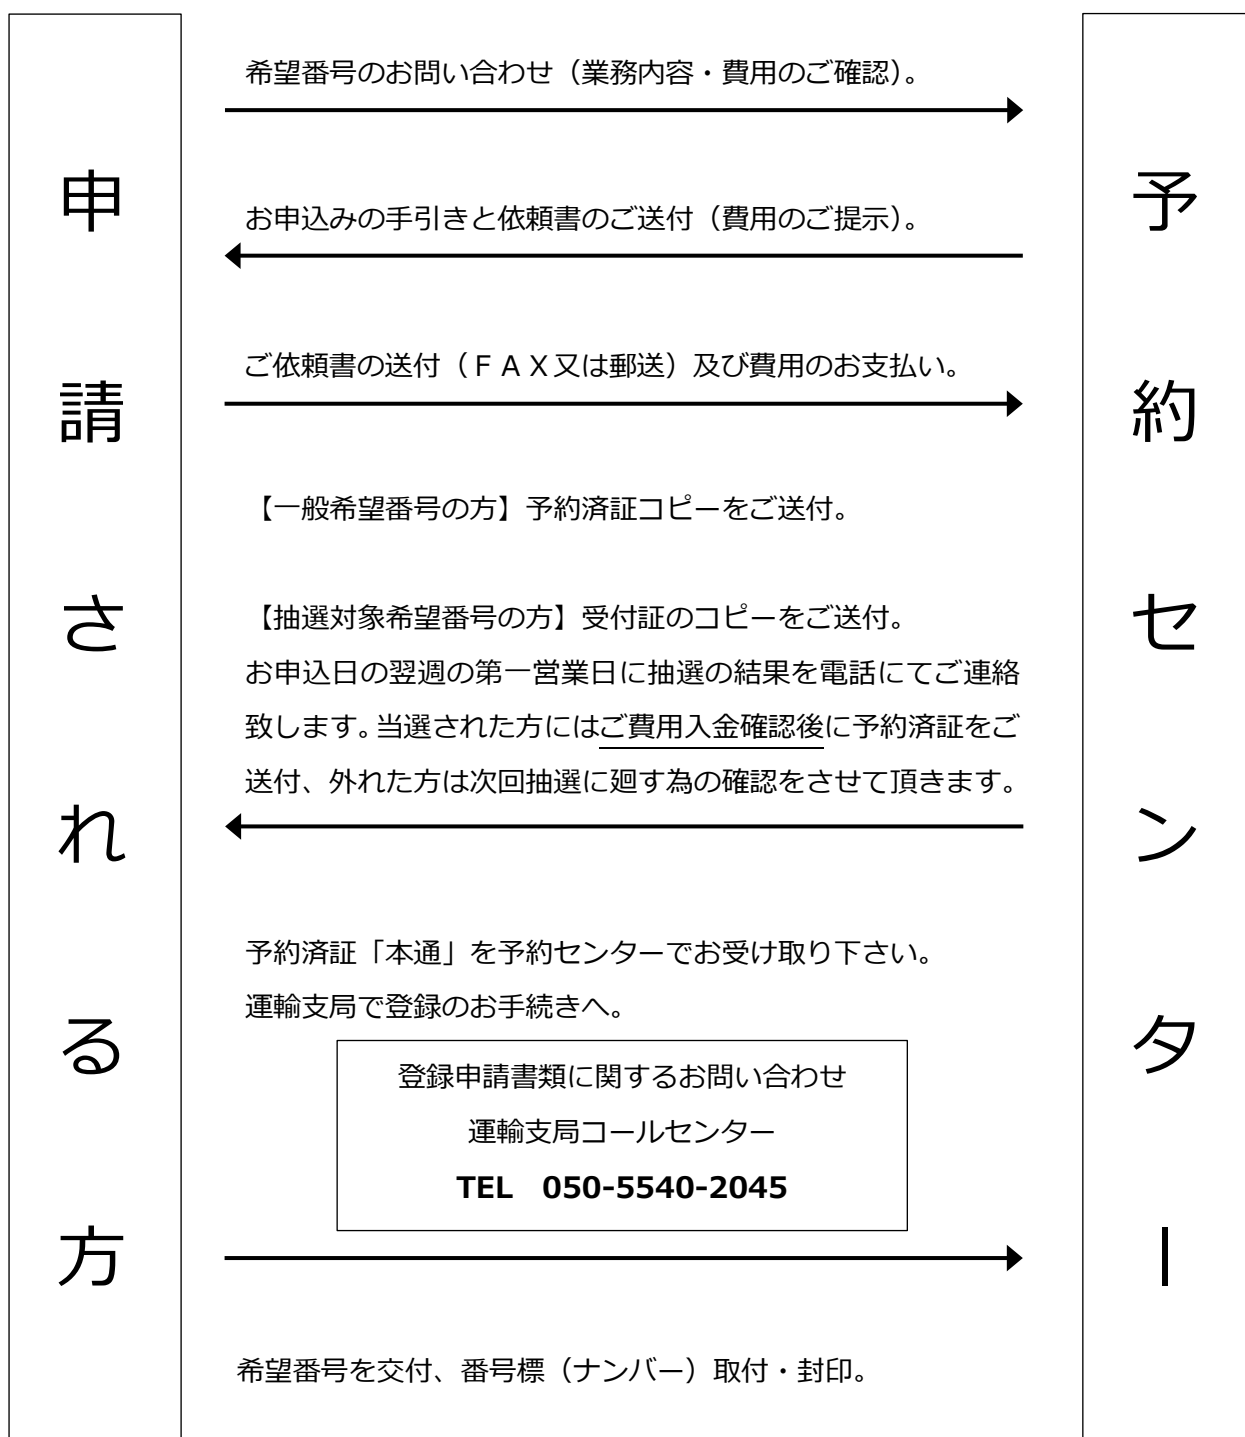 申請される方
希望番号のお問い合わせ（業務内容・費用のご確認）。
お申込みの手引きと依頼書のご送付（費用のご提示）。
ご依頼書の送付（ＦＡＸ又は郵送）及び費用のお支払い。
【一般希望番号の方】予約済証コピーをご送付。
【抽選対象希望番号の方】受付証のコピーをご送付。
お申込日の翌週の第一営業日に抽選の結果を電話にてご連絡
致します。当選された方にはご費用入金確認後に予約済証をご
送付、外れた方は次回抽選に廻す為の確認をさせて頂きます。
予約済証「本通」を予約センターでお受け取り下さい。
運輸支局で登録のお手続きへ。
登録申請書類に関するお問い合わせ
運輸支局コールセンター
TEL　050-5540-2045
希望番号を交付、番号標（ナンバー）取付・封印。
予約センター